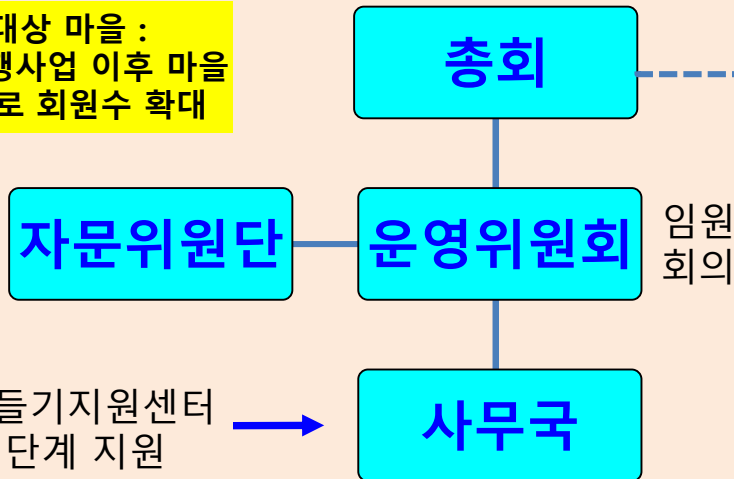 대상 마을 :
행사업 이후 마을
로 회원수 확대
총회
자문위원단
운영위원회
임원
회의
들기지원센터
단계 지원
사무국